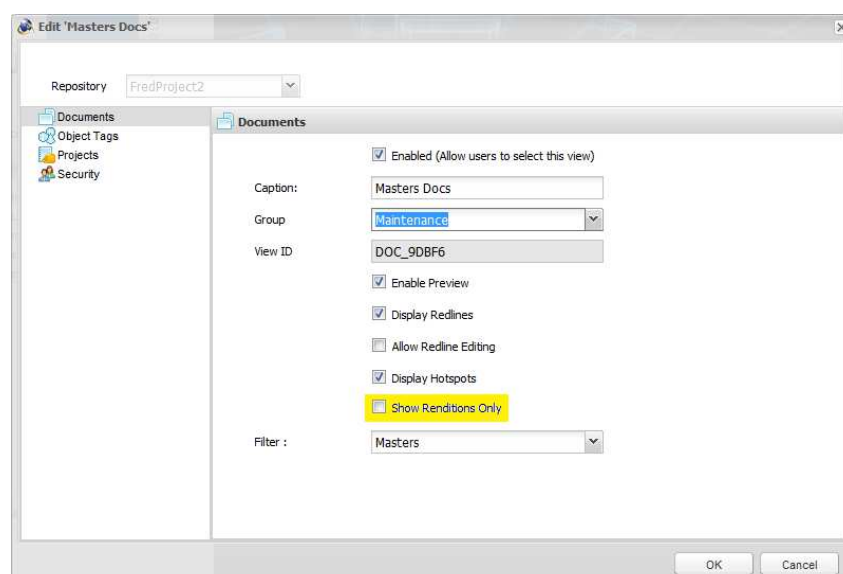 Edit 'Masters Docs'
Repository FredProject2
Documents
Object Tags
Projects
Security
Documents
Enabled (Allow users to select this view)
Caption: Masters Docs
Group Maintenance
View ID DOC_9DBF6
Enable Preview
Display Redlines
Allow Redline Editing
Display Hotspots
Show Renditions Only
Filter : Masters
OK Cancel